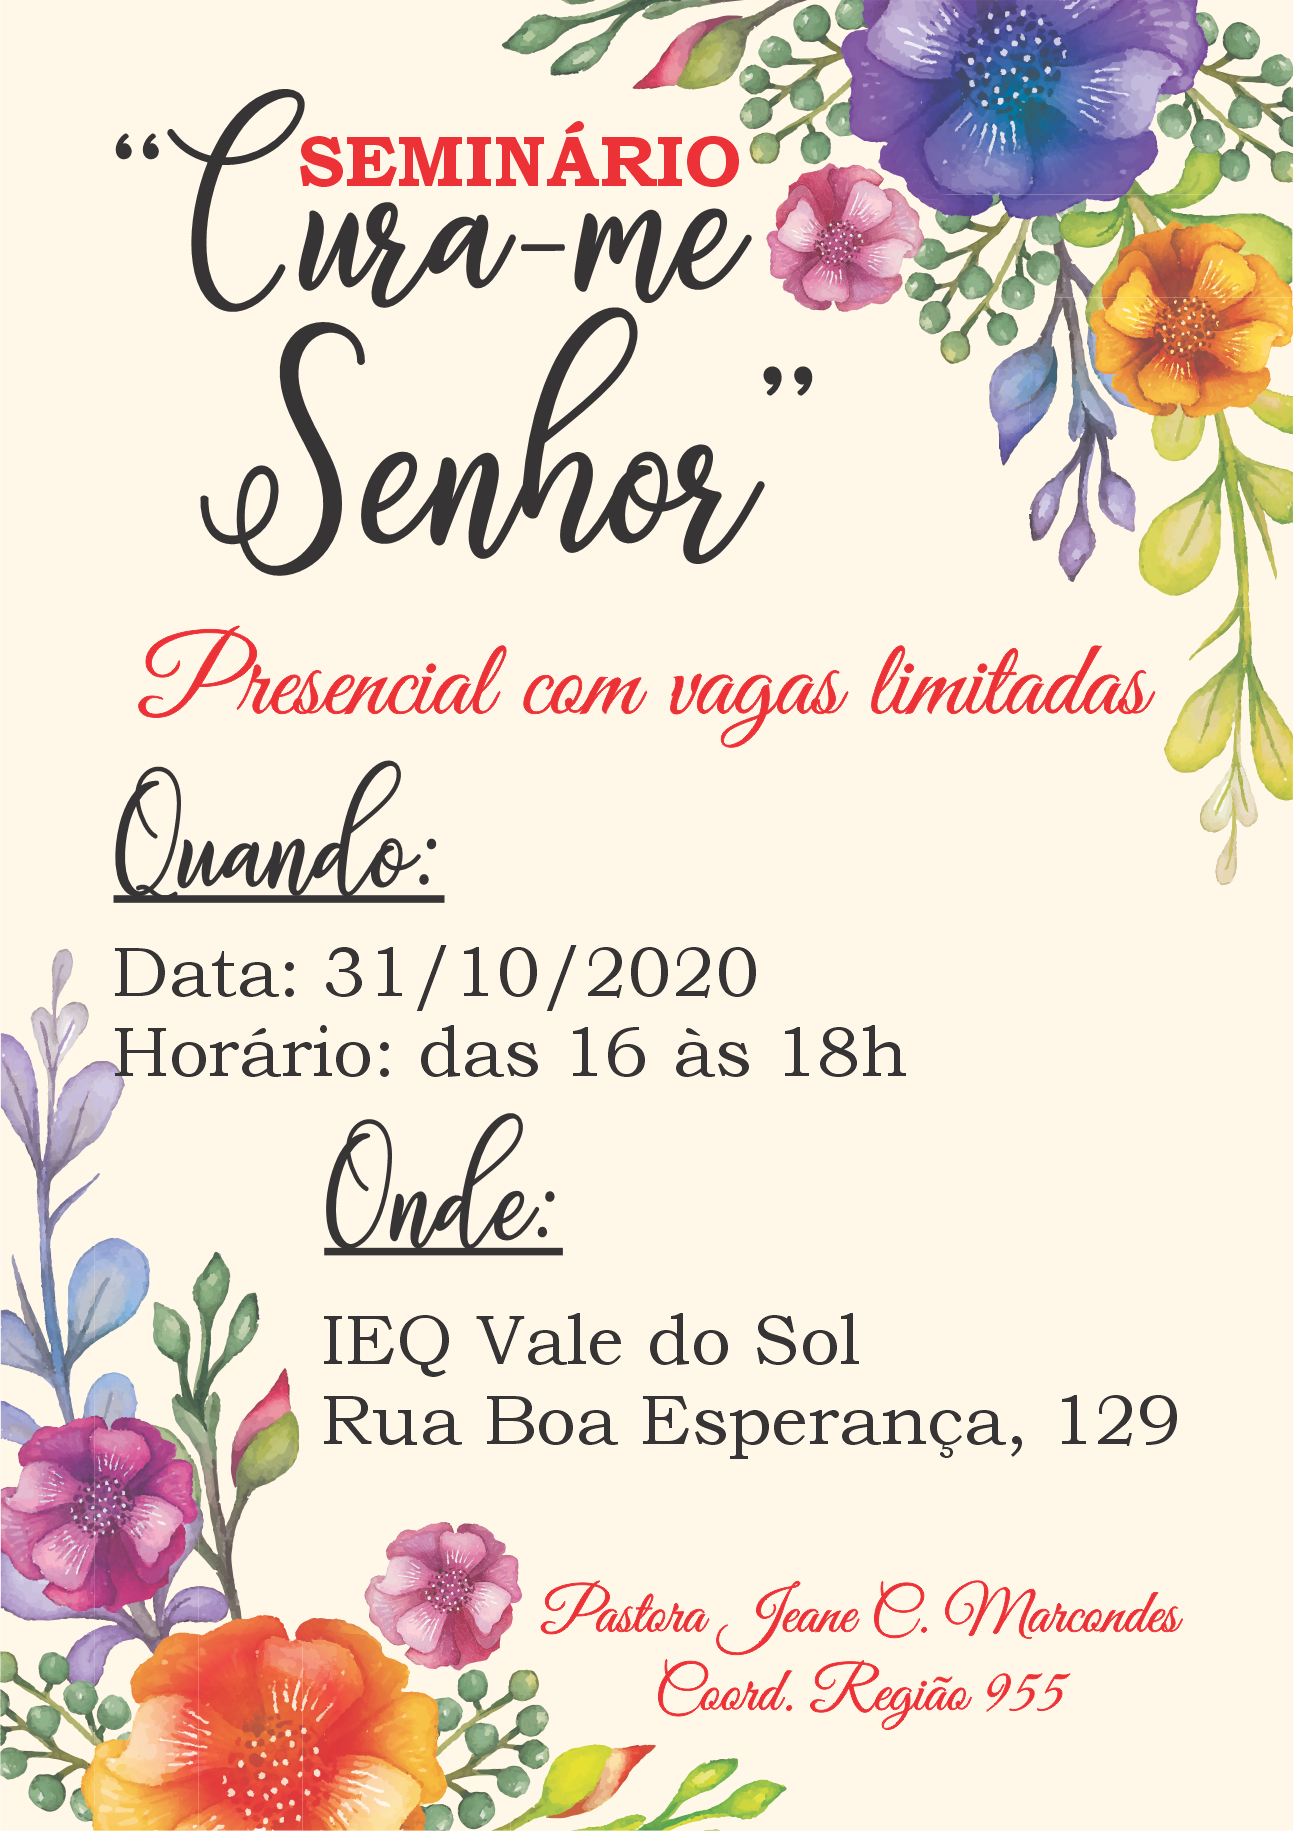 SEMINÁRIO
“Cura-me
Senhor”
Presencial com vagas limitadas
Quando:
Data: 31/10/2020
Horário: das 16 às 18h
Onde:
IEQ Vale do Sol
Rua Boa Esperança, 129
Pastora Jeane C. Marcondes
Coord. Região 955